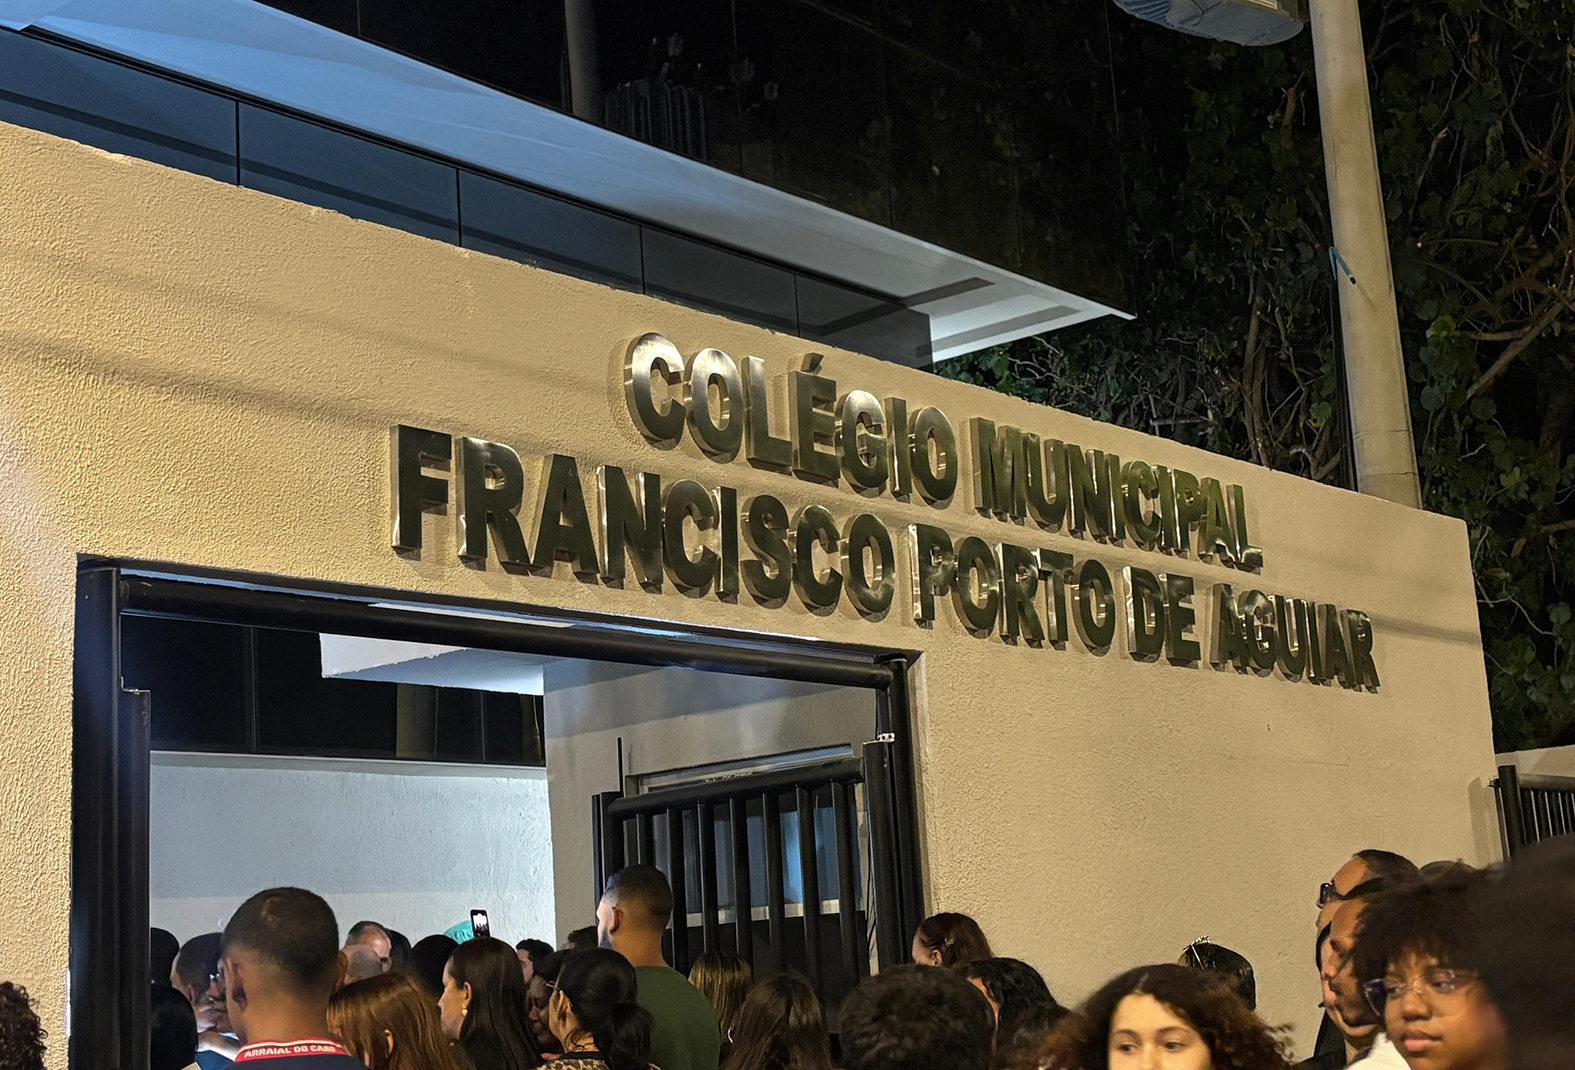 COLÉGIO MUNICIPAL
FRANCISCO PORTO DE AGUIAR
ARRAIAL DO CABO